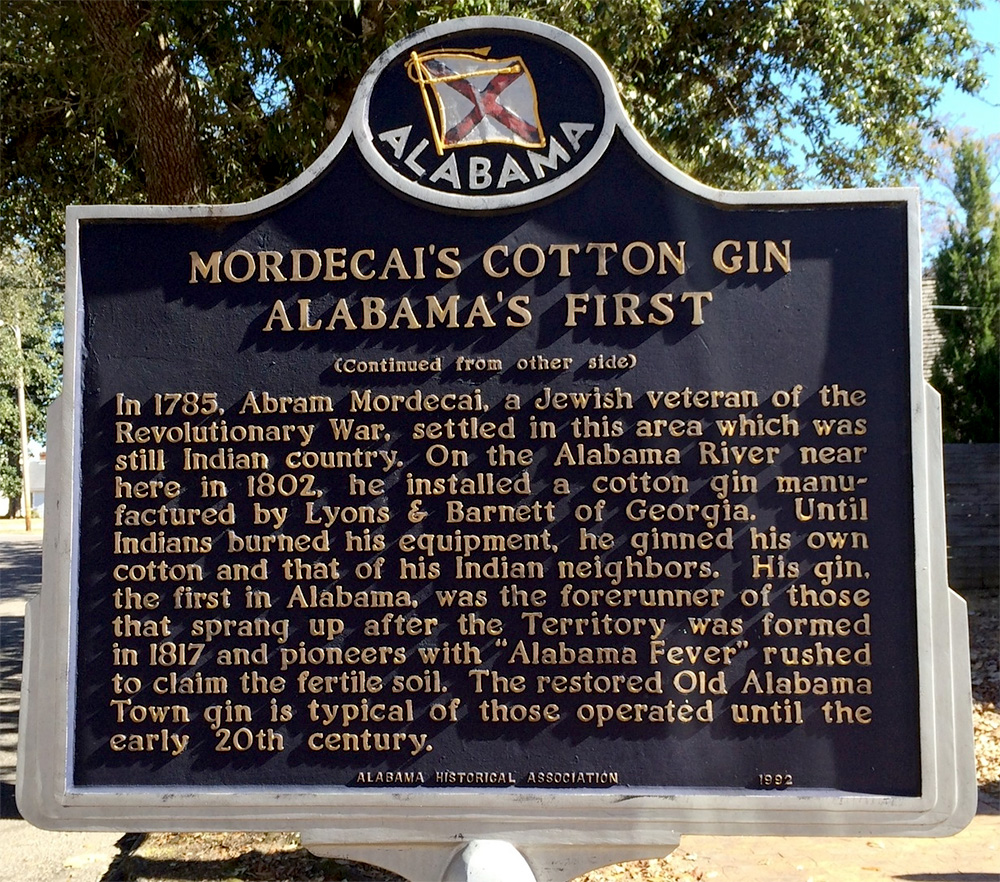 ALABAMA
MORDECAI'S COTTON GIN
ALABAMA'S FIRST
(Continued from other side)
In 1785, Abram Mordecai, a Jewish veteran of the
Revolutionary War, settled in this area which was
still Indian country. On the Alabama River near
here in 1802, he installed a cotton gin manu-
factured by Lyons & Barnett of Georgia. Until
Indians burned his equipment, he ginned his own
cotton and that of his Indian neighbors. His gin,
the first in Alabama, was the forerunner of those
that sprang up after the Territory was formed
in 1817 and pioneers with "Alabama Fever" rushed
to claim the fertile soil. The restored Old Alabama
Town gin is typical of those operated until the
early 20th century.
ALABAMA HISTORICAL ASSOCIATION 1992